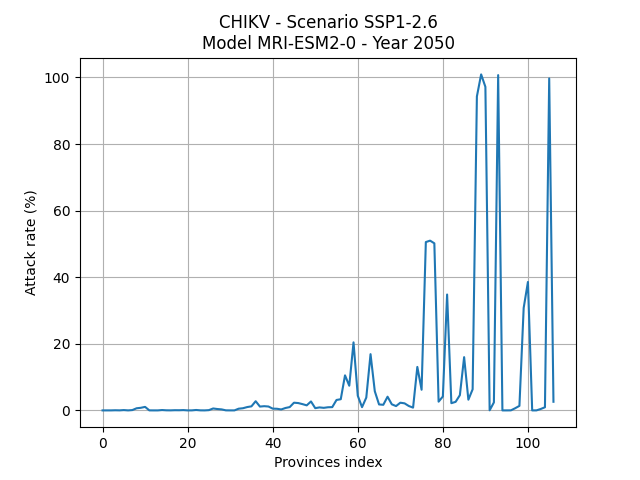 CHIKV - Scenario SSP1-2.6
Model MRI-ESM2-0 - Year 2050
100
80
60
40
20
0
Attack rate (%)
0 20 40 60 80 100
Provinces index